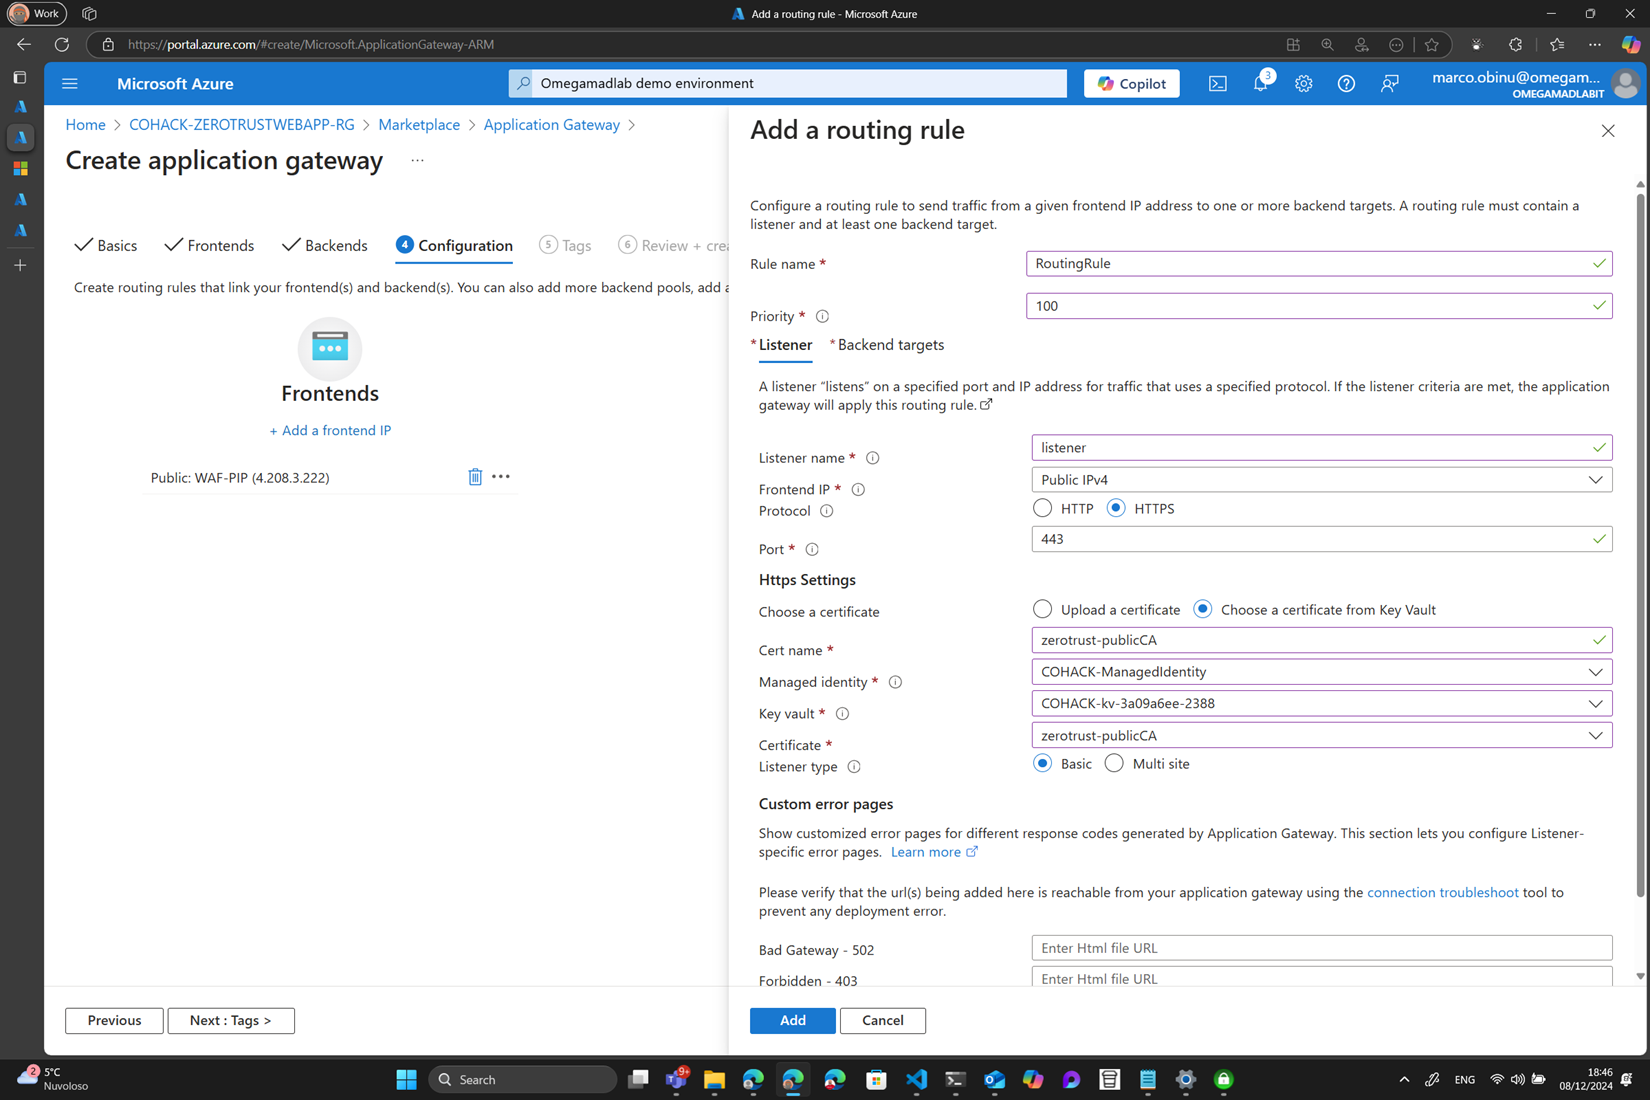 Work
Add a routing rule - Microsoft Azure
https://portal.azure.com/#create/Microsoft.ApplicationGateway-ARM
Microsoft Azure
Omegamadlab demo environment
Copilot
3
marco.obinu@omegam...
OMEGAMADLABIT
Home > COHACK-ZEROTRUSTWEBAPP-RG > Marketplace > Application Gateway >
Create application gateway ...
Basics
Frontends
Backends
4 Configuration
5 Tags
6 Review + crea
Create routing rules that link your frontend(s) and backend(s). You can also add more backend pools, add a
Frontends
+ Add a frontend IP
Public: WAF-PIP (4.208.3.222)
Previous
Next : Tags >
Add a routing rule
Configure a routing rule to send traffic from a given frontend IP address to one or more backend targets. A routing rule must contain a
listener and at least one backend target.
Rule name * RoutingRule
Priority * 100
* Listener * Backend targets
A listener “listens” on a specified port and IP address for traffic that uses a specified protocol. If the listener criteria are met, the application
gateway will apply this routing rule.
Listener name * listener
Frontend IP * Public IPv4
Protocol HTTP HTTPS
Port * 443
Https Settings
Choose a certificate Upload a certificate Choose a certificate from Key Vault
Cert name * zerotrust-publicCA
Managed identity * COHACK-ManagedIdentity
Key vault * COHACK-kv-3a09a6ee-2388
Certificate * zerotrust-publicCA
Listener type Basic Multi site
Custom error pages
Show customized error pages for different response codes generated by Application Gateway. This section lets you configure Listener-
specific error pages. Learn more
Please verify that the url(s) being added here is reachable from your application gateway using the connection troubleshoot tool to
prevent any deployment error.
Bad Gateway - 502 Enter Html file URL
Forbidden - 403 Enter Html file URL
Add
Cancel
2
5°C
Nuvoloso
Search
9+
ENG
18:46
08/12/2024